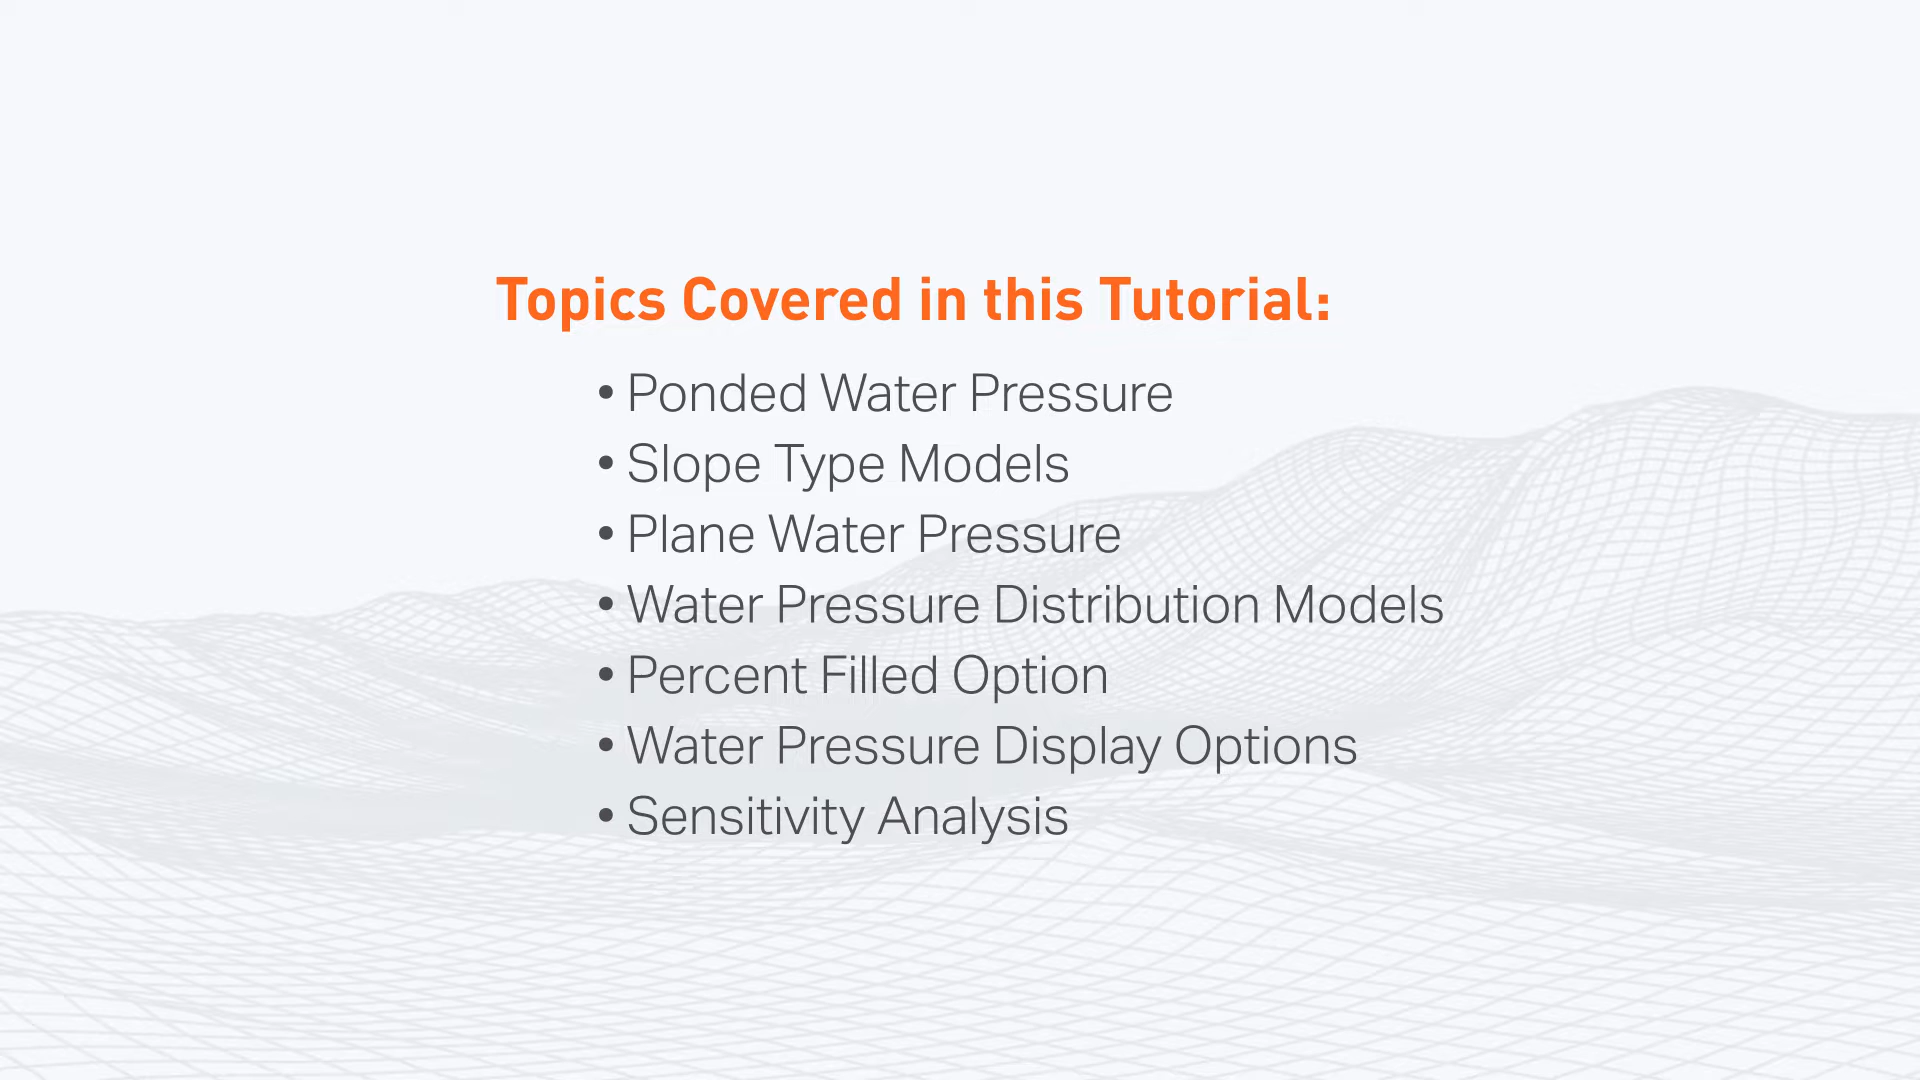 Topics Covered in this Tutorial:
• Ponded Water Pressure
• Slope Type Models
• Plane Water Pressure
• Water Pressure Distribution Models
• Percent Filled Option
• Water Pressure Display Options
• Sensitivity Analysis